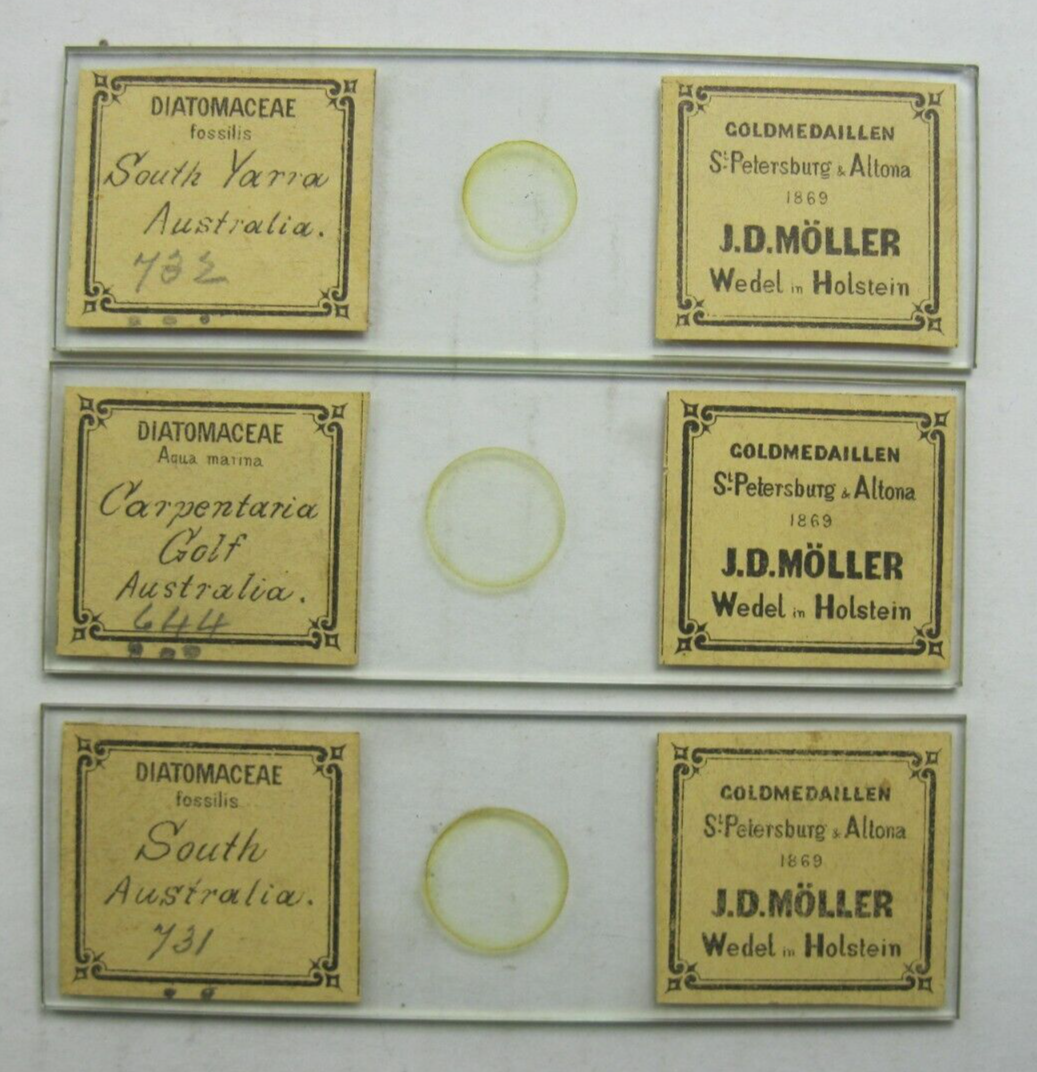 DIATOMACEAE
fossilis
South Yarra
Australia.
732
GOLDMEDAILLEN
St. Petersburg & Altona
1869
J.D.MÖLLER
Wedel in Holstein
DIATOMACEAE
Aqua marina
Carpentaria
Golf
Australia.
644
GOLDMEDAILLEN
St. Petersburg & Altona
1869
J.D.MÖLLER
Wedel in Holstein
DIATOMACEAE
fossilis
South
Australia.
731
GOLDMEDAILLEN
St. Petersburg & Altona
1869
J.D.MÖLLER
Wedel in Holstein